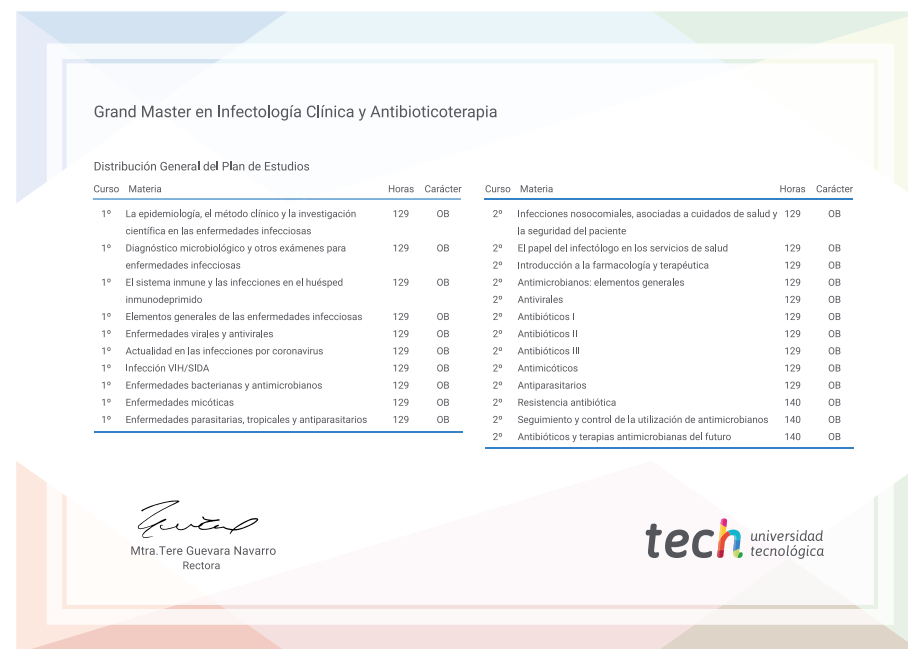 Grand Master en Infectología Clínica y Antibioticoterapia
Distribución General del Plan de Estudios
Curso Materia Horas Carácter
1º La epidemiología, el método clínico y la investigación 129 OB
científica en las enfermedades infecciosas
1º Diagnóstico microbiológico y otros exámenes para 129 OB
enfermedades infecciosas
1º El sistema inmune y las infecciones en el huésped 129 OB
inmunodeprimido
1º Elementos generales de las enfermedades infecciosas 129 OB
1º Enfermedades virales y antivirales 129 OB
1º Actualidad en las infecciones por coronavirus 129 OB
1º Infección VIH/SIDA 129 OB
1º Enfermedades bacterianas y antimicrobianos 129 OB
1º Enfermedades micóticas 129 OB
1º Enfermedades parasitarias, tropicales y antiparasitarios 129 OB
Curso Materia Horas Carácter
2º Infecciones nosocomiales, asociadas a cuidados de salud y 129 OB
la seguridad del paciente
2º El papel del infectólogo en los servicios de salud 129 OB
2º Introducción a la farmacología y terapéutica 129 OB
2º Antimicrobianos: elementos generales 129 OB
2º Antivirales 129 OB
2º Antibióticos I 129 OB
2º Antibióticos II 129 OB
2º Antibióticos III 129 OB
2º Antimicóticos 129 OB
2º Antiparasitarios 129 OB
2º Resistencia antibiótica 140 OB
2º Seguimiento y control de la utilización de antimicrobianos 140 OB
2º Antibióticos y terapias antimicrobianas del futuro 140 OB
Mtra.Tere Guevara Navarro
Rectora
tech universidad
tecnológica